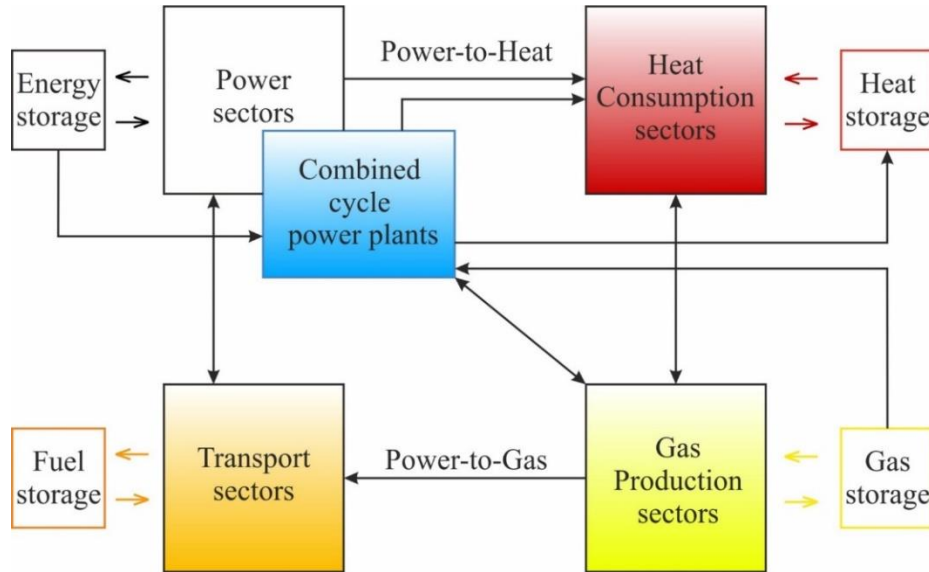 Energy
storage
Power
sectors
Power-to-Heat
Heat
Consumption
sectors
Heat
storage
Combined
cycle
power plants
Fuel
storage
Transport
sectors
Power-to-Gas
Gas
Production
sectors
Gas
storage